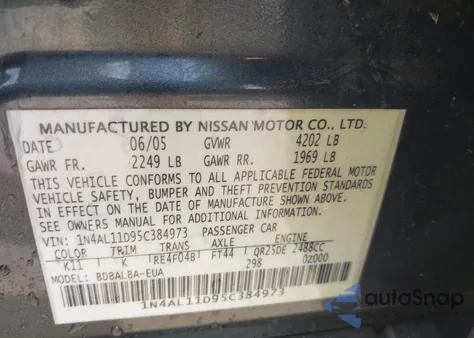 MANUFACTURED BY NISSAN MOTOR CO., LTD.
DATE 06/05 GVWR 4202 LB
GAWR FR. 2249 LB GAWR RR. 1969 LB
THIS VEHICLE CONFORMS TO ALL APPLICABLE FEDERAL MOTOR
VEHICLE SAFETY, BUMPER AND THEFT PREVENTION STANDARDS
IN EFFECT ON THE DATE OF MANUFACTURE SHOWN ABOVE.
SEE OWNERS MANUAL FOR ADDITIONAL INFORMATION.
VIN: 1N4AL11D95C384973 PASSENGER CAR
COLOR TRIM TRANS AXLE ENGINE
K11 K RE4F04B FT44 QR25DE 2488CC
MODEL: BDBALBA-EUA 298 02000
1N4AL11D95C384973
autoSnap